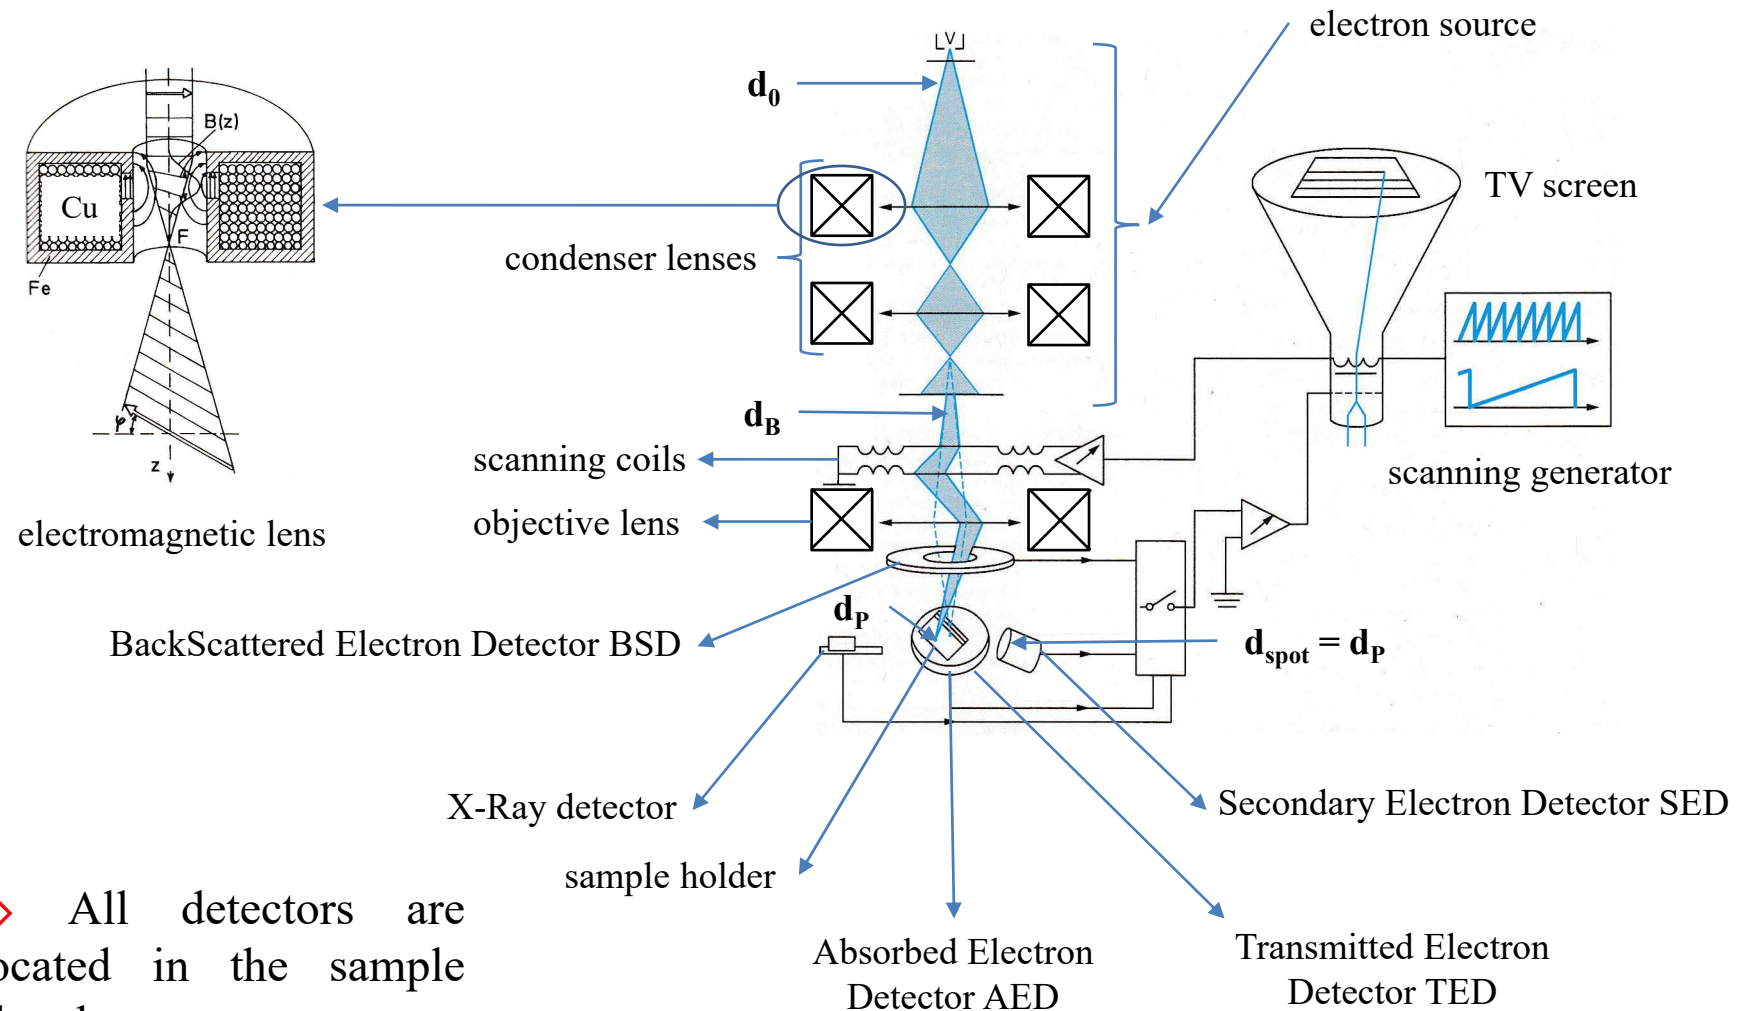 electron source
V
d0
B(z)
TV screen
Cu
F
condenser lenses
Fe
dB
φ
scanning coils
z
scanning generator
objective lens
electromagnetic lens
dP
BackScattered Electron Detector BSD
dspot = dP
X-Ray detector
Secondary Electron Detector SED
sample holder
All detectors are
ocated in the sample
Absorbed Electron
Detector AED
Transmitted Electron
Detector TED